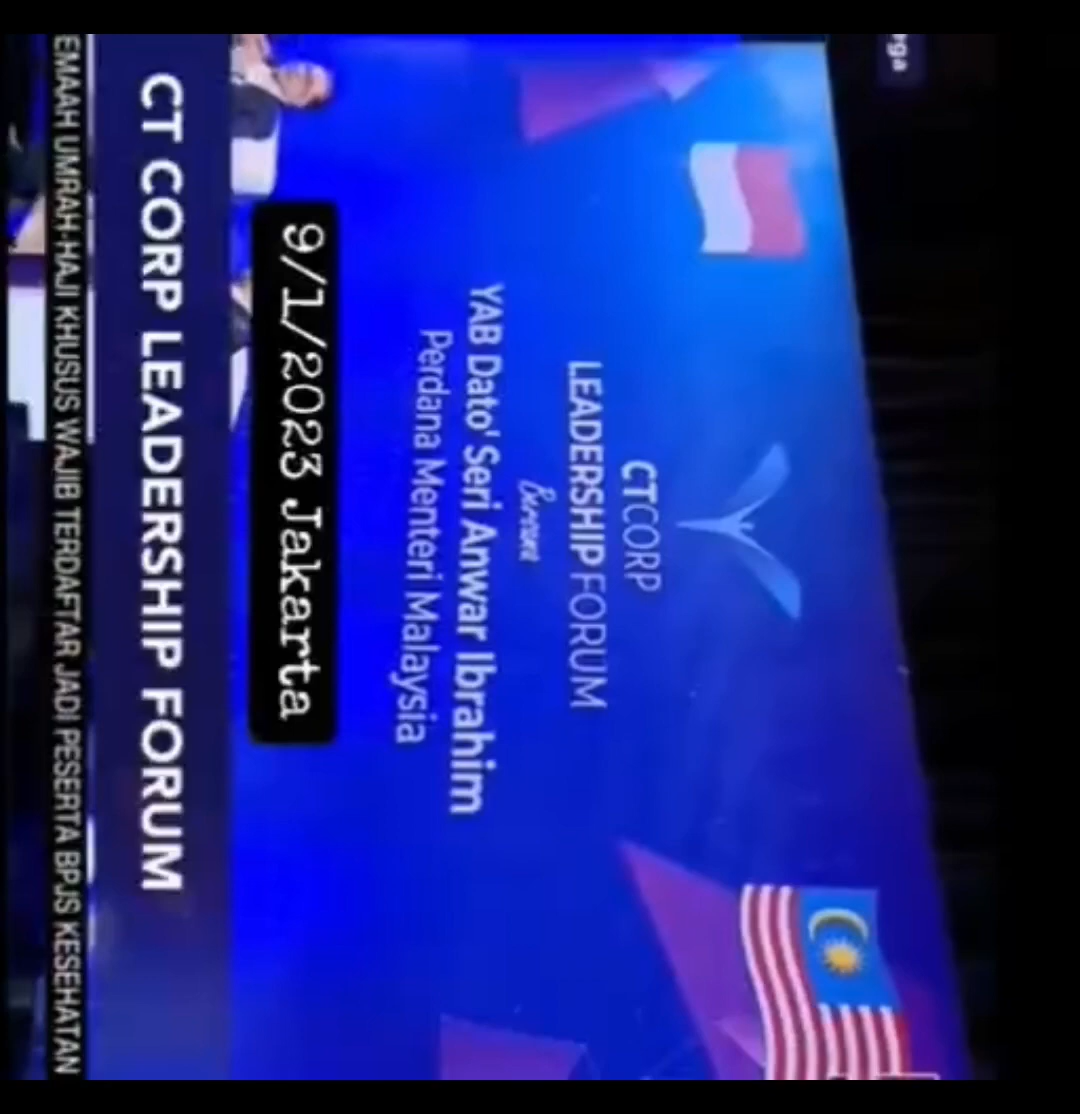 CTCORP
LEADERSHIP FORUM
Bersama
YAB Dato' Seri Anwar Ibrahim
Perdana Menteri Malaysia
9/1/2023 Jakarta
CT CORP LEADERSHIP FORUM
EMAAH UMRAH-HAJI KHUSUS WAJIB TERDAFTAR JADI PESERTA BPJS KESEHATAN